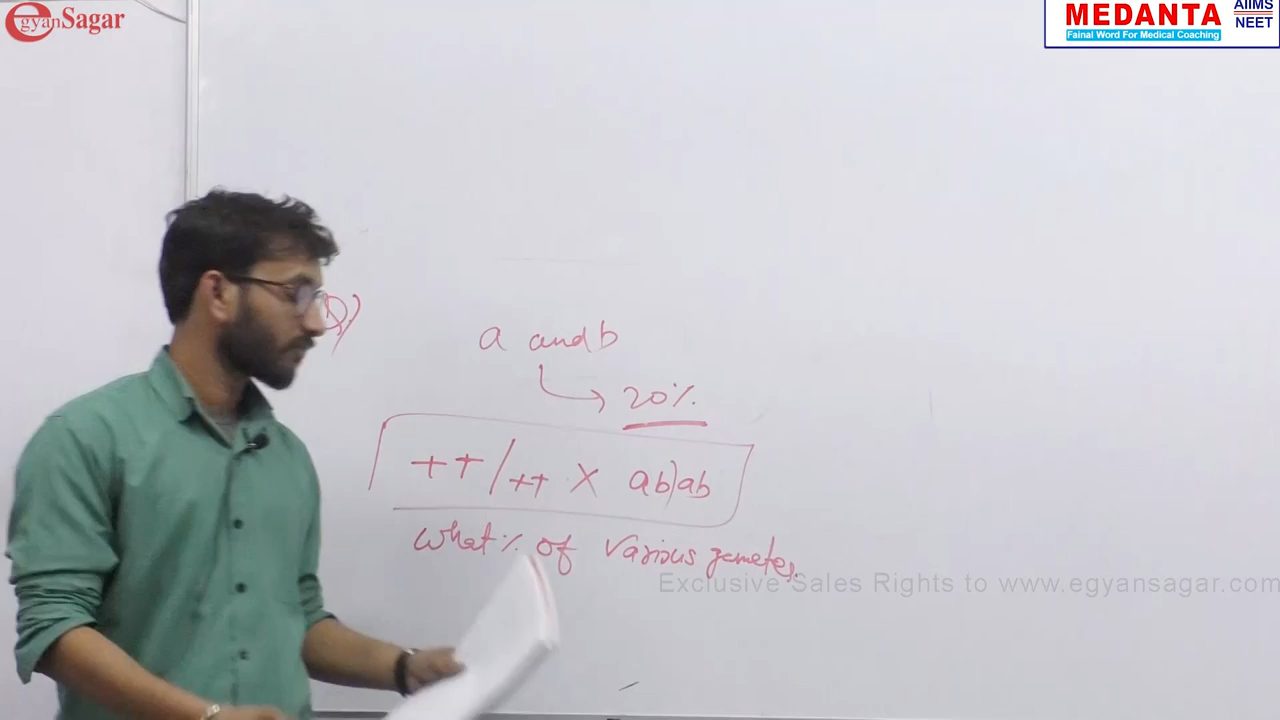 egyanSagar
MEDANTA
Fainal Word For Medical Coaching
AIIMS
NEET
Q)
a and b
20%
++/++ X ab/ab
What % of various gametes.
Exclusive Sales Rights to www.egyansagar.com